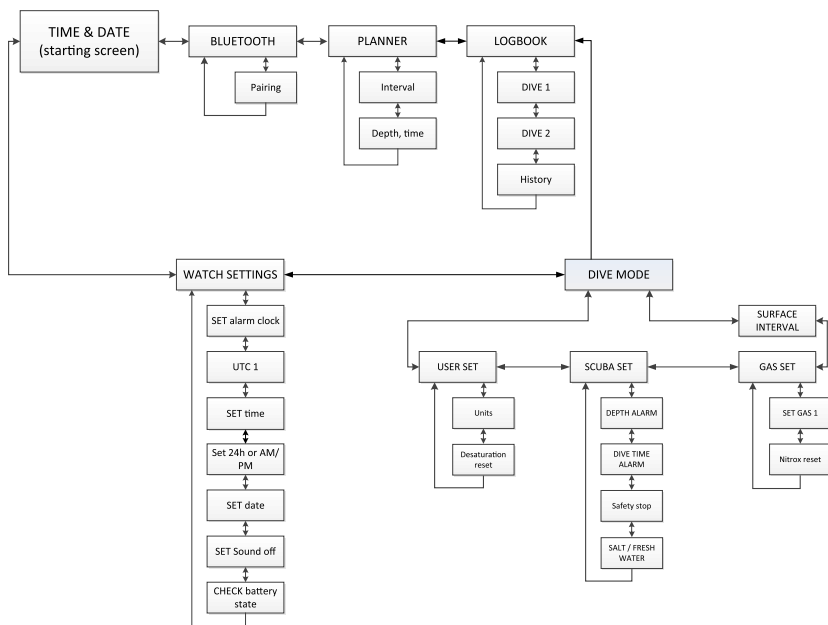 TIME & DATE
(starting screen)
BLUETOOTH
PLANNER
LOGBOOK
Pairing
Interval
DIVE 1
Depth, time
DIVE 2
History
WATCH SETTINGS
DIVE MODE
SET alarm clock
SURFACE
INTERVAL
UTC 1
USER SET
SCUBA SET
GAS SET
SET time
Units
DEPTH ALARM
SET GAS 1
Set 24h or AM/
PM
Desaturation
reset
DIVE TIME
ALARM
Nitrox reset
SET date
Safety stop
SET Sound off
SALT / FRESH
WATER
CHECK battery
state